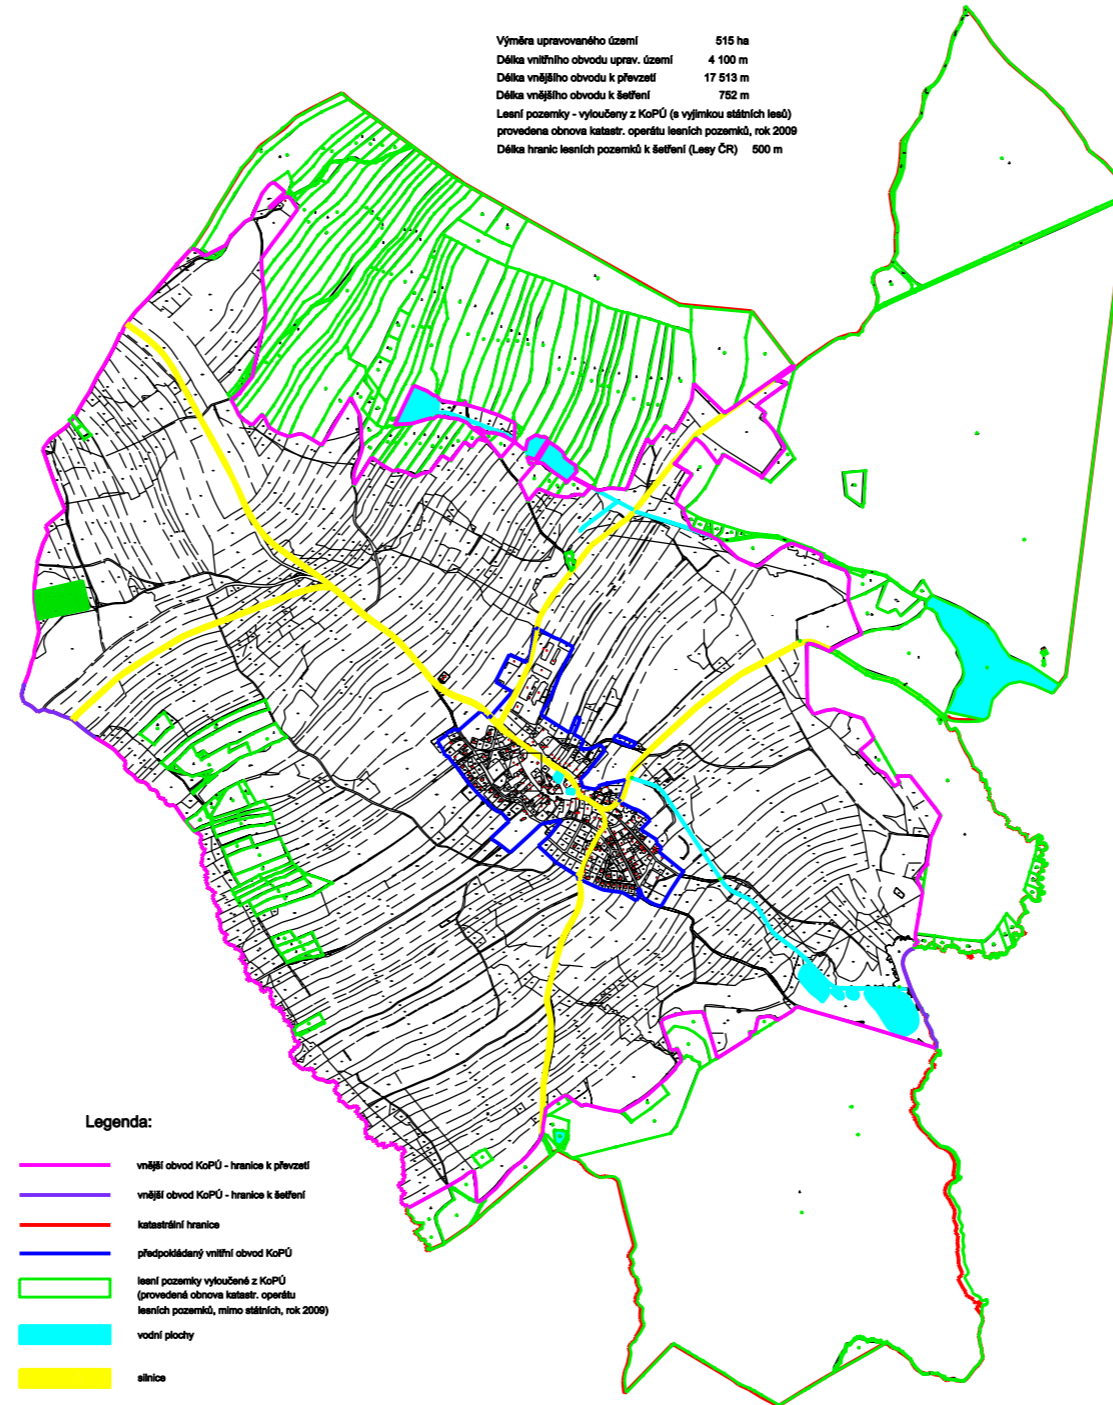 Výměra upravovaného území 515 ha
Délka vnitřního obvodu uprav. území 4 100 m
Délka vnějšího obvodu k převzetí 17 513 m
Délka vnějšího obvodu k šetření 752 m
Lesní pozemky - vyloučeny z KoPÚ (s vyjímkou státních lesů)
provedena obnova katastr. operátu lesních pozemků, rok 2009
Délka hranic lesních pozemků k šetření (Lesy ČR) 500 m
Legenda:
vnější obvod KoPÚ - hranice k převzetí
vnější obvod KoPÚ - hranice k šetření
katastrální hranice
předpokládaný vnitřní obvod KoPÚ
lesní pozemky vyloučené z KoPÚ
(provedená obnova katastr. operátu
lesních pozemků, mimo státních, rok 2009)
vodní plochy
silnice